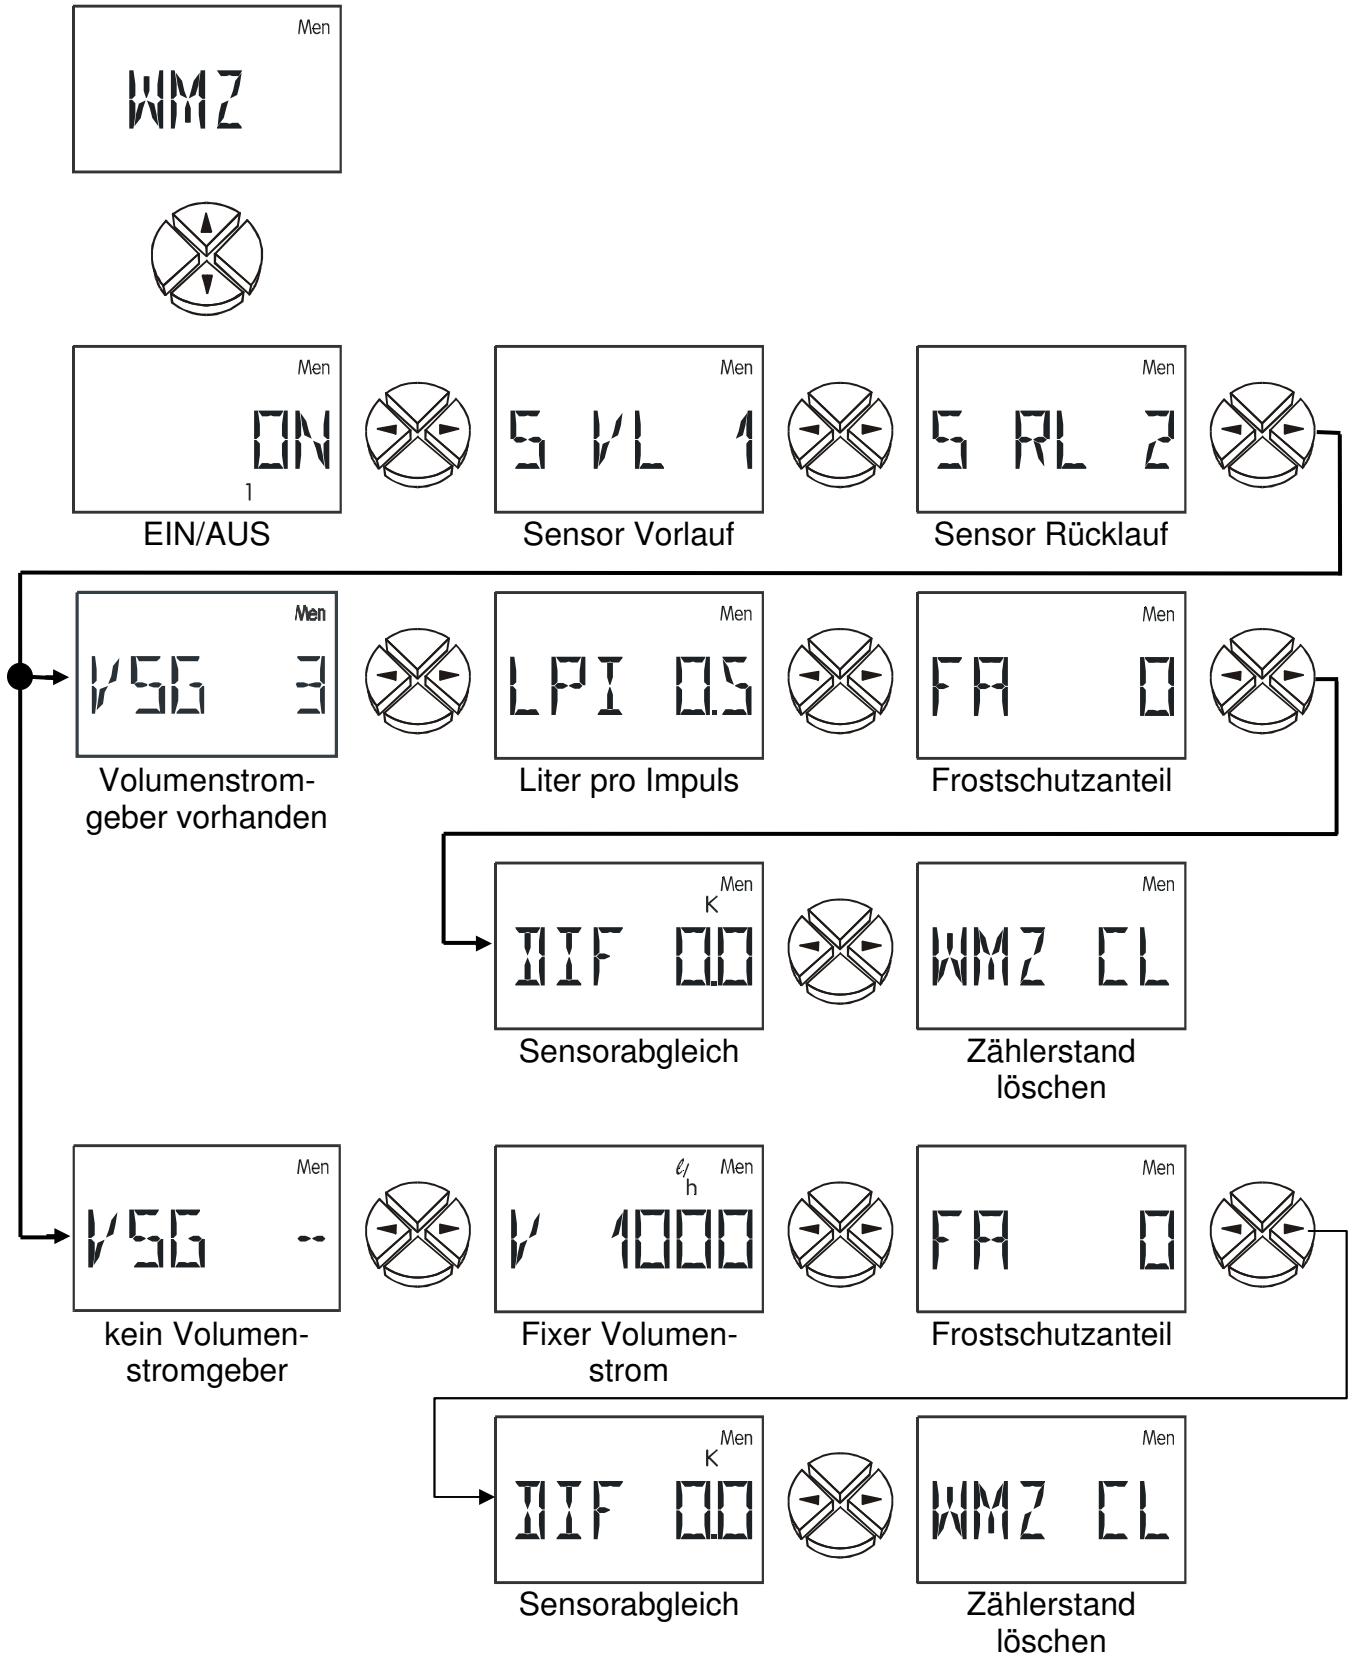 Men
WMZ
Men
ON
1
EIN/AUS
Men
S VL 1
Sensor Vorlauf
Men
S RL 2
Sensor Rücklauf
Men
VSG 3
Volumenstrom-
geber vorhanden
Men
LPI 0.5
Liter pro Impuls
Men
FA 0
Frostschutzanteil
Men
K
DIF 0.0
Sensorabgleich
Men
WMZ CL
Zählerstand
löschen
Men
VSG --
kein Volumen-
stromgeber
l/h Men
V 1000
Fixer Volumen-
strom
Men
FA 0
Frostschutzanteil
Men
K
DIF 0.0
Sensorabgleich
Men
WMZ CL
Zählerstand
löschen